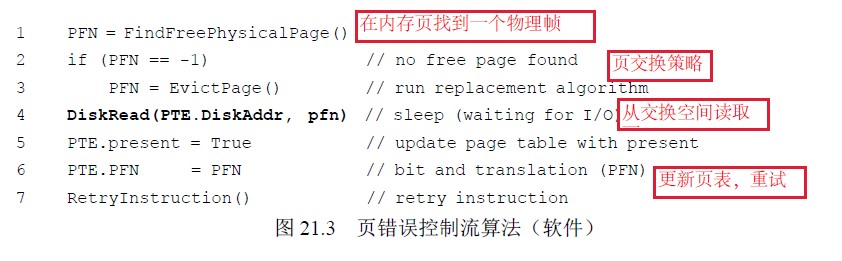 1 PFN = FindFreePhysicalPage() 在内存页找到一个物理帧
2 if (PFN == -1) // no free page found 页交换策略
3 PFN = EvictPage() // run replacement algorithm
4 DiskRead(PTE.DiskAddr, pfn) // sleep (waiting for I/O) 从交换空间读取
5 PTE.present = True // update page table with present
6 PTE.PFN = PFN // bit and translation (PFN) 更新页表，重试
7 RetryInstruction() // retry instruction
图 21.3 页错误控制流算法（软件）